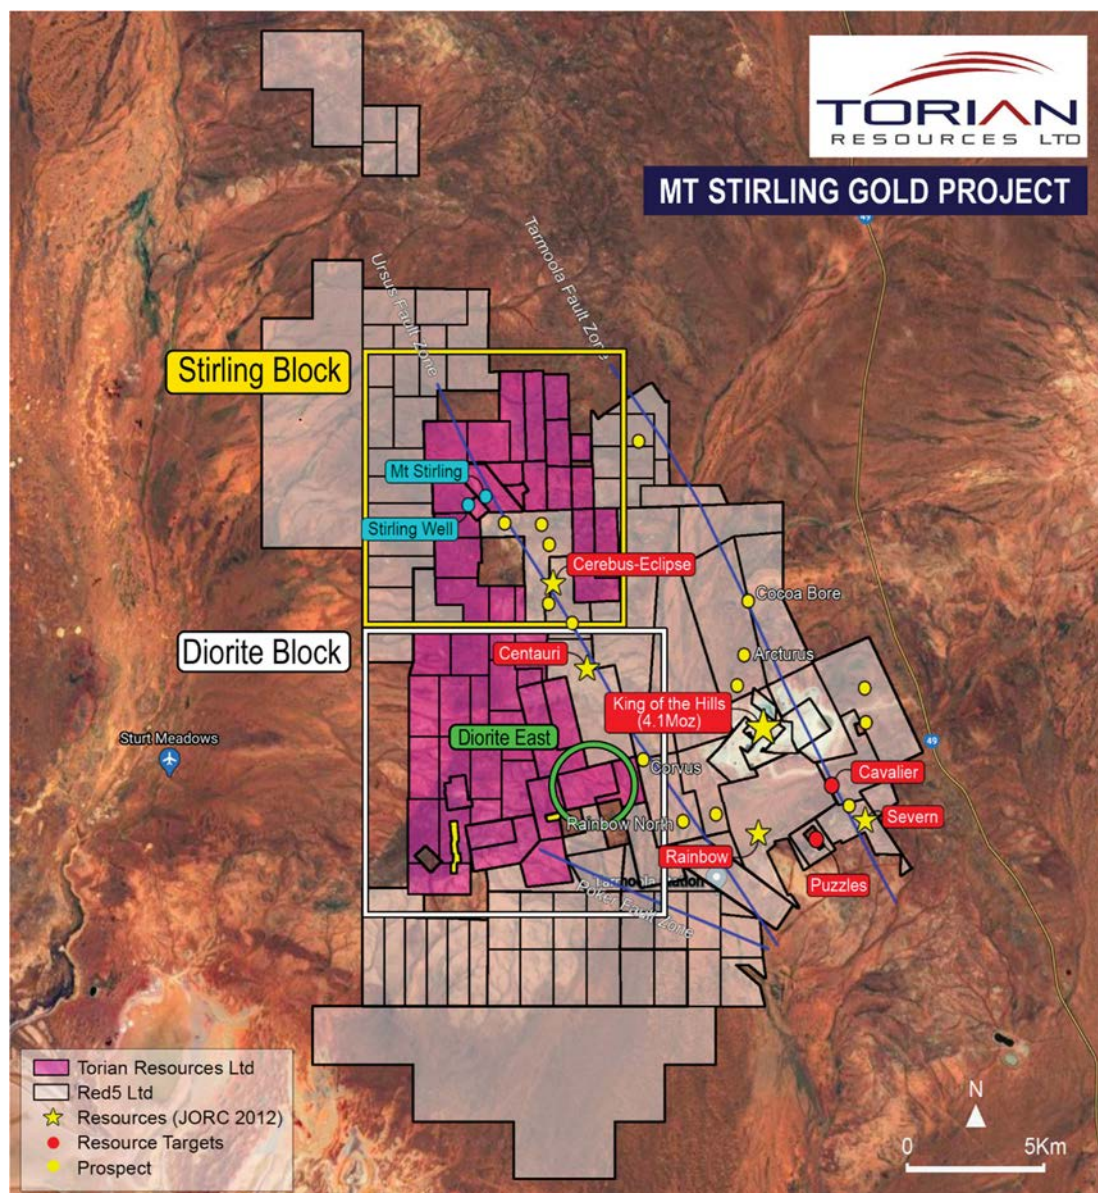 TORIAN
RESOURCES LTD
MT STIRLING GOLD PROJECT
49
Tarmoola Fault Zone
Ursus Fault Zone
Stirling Block
Mt Stirling
Stirling Well
Cerebus-Eclipse
Cocoa Bore
Diorite Block
Centauri
Arcturus
King of the Hills
(4.1Moz)
Diorite East
Sturt Meadows
49
Corvus
Cavalier
Rainbow North
Severn
Rainbow
Tarmoola Station
Puzzles
Poker Fault Zone
Torian Resources Ltd
Red5 Ltd
Resources (JORC 2012)
Resource Targets
Prospect
N
0 5Km